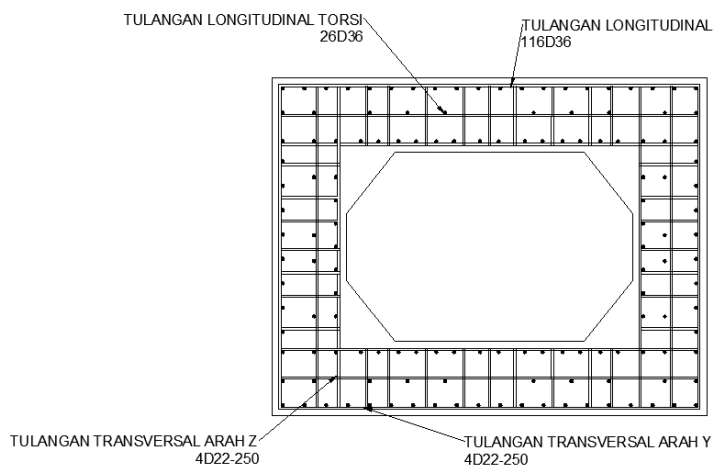 TULANGAN LONGITUDINAL TORSI
26D36
TULANGAN LONGITUDINAL
116D36
TULANGAN TRANSVERSAL ARAH Z
4D22-250
TULANGAN TRANSVERSAL ARAH Y
4D22-250